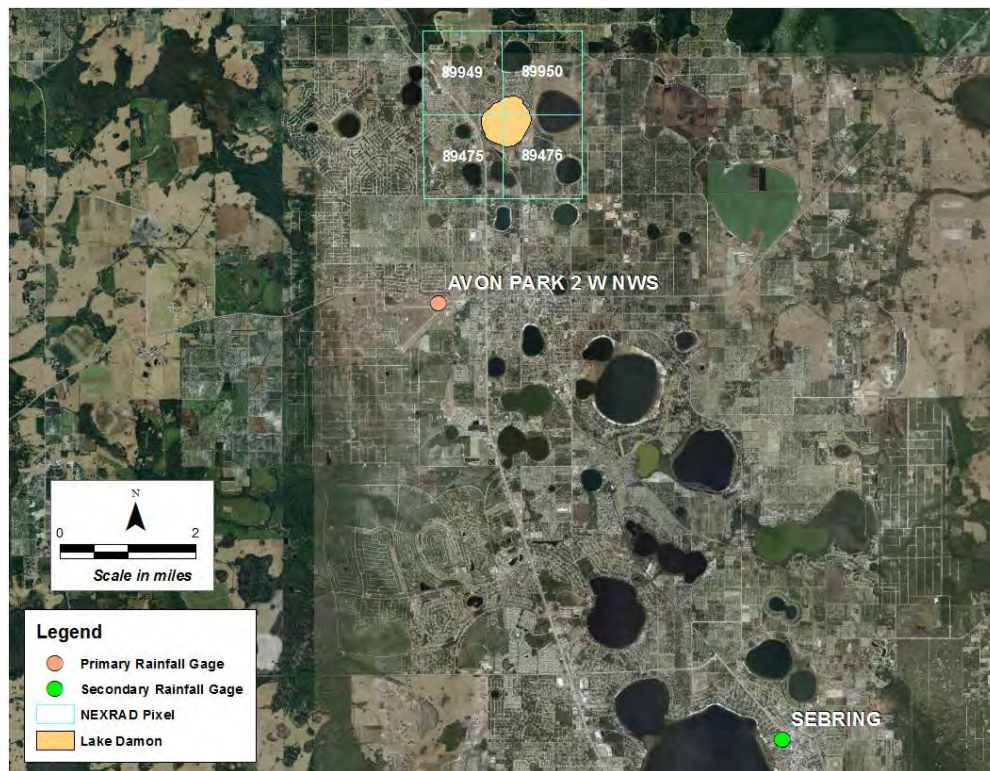 89949
89950
89475
89476
AVON PARK 2 W NWS
N
0 2
Scale in miles
Legend
Primary Rainfall Gage
Secondary Rainfall Gage
NEXRAD Pixel
Lake Damon
SEBRING